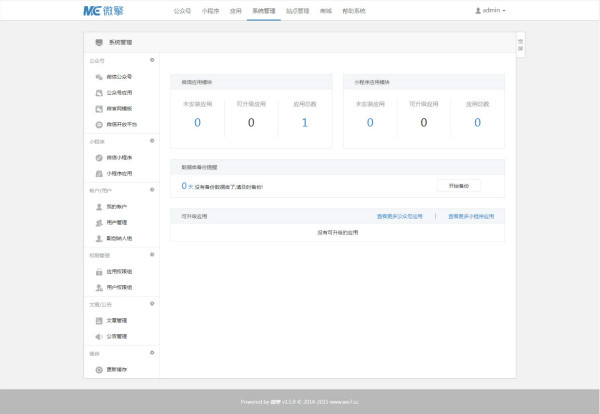 微擎
公众号 小程序 应用 系统管理 站点管理 商城 帮助系统
admin
系统管理
公众号
微信公众号
公众号应用
微官网模板
微信开放平台
小程序
微信小程序
小程序应用
帐户/用户
我的帐户
用户管理
副创始人组
权限管理
应用权限组
用户权限组
文章/公告
文章管理
公告管理
缓存
更新缓存
微信应用模块
未安装应用 可升级应用 应用总数
0 0 1
小程序应用模块
未安装应用 可升级应用 应用总数
0 0 0
数据库备份提醒
0 天 没有备份数据库了,请及时备份!
开始备份
可升级应用
查看更多公众号应用 | 查看更多小程序应用
没有可升级的应用
宽屏
Powered by 微擎 © 2014-2015 www.we7.cc